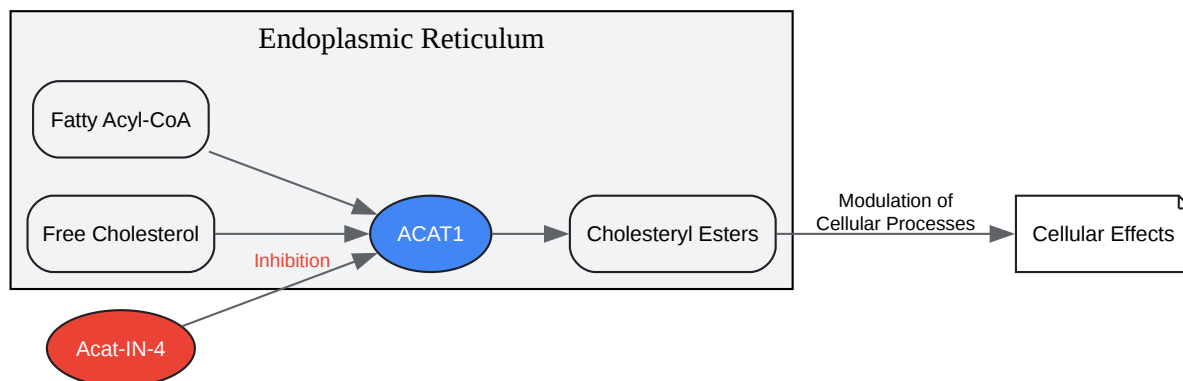 Endoplasmic Reticulum
Fatty Acyl-CoA
Free Cholesterol
ACAT1
Cholesteryl Esters
Modulation of
Cellular Processes
Cellular Effects
Inhibition
Acat-IN-4